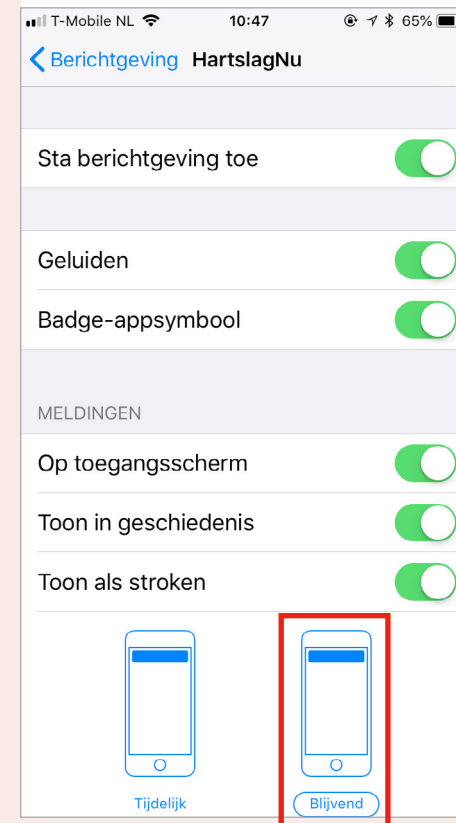 T-Mobile NL 10:47 65%
Berichtgeving HartslagNu
Sta berichtgeving toe
Geluiden
Badge-appsymbool
MELDINGEN
Op toegangsscherm
Toon in geschiedenis
Toon als stroken
Tijdelijk Blijvend